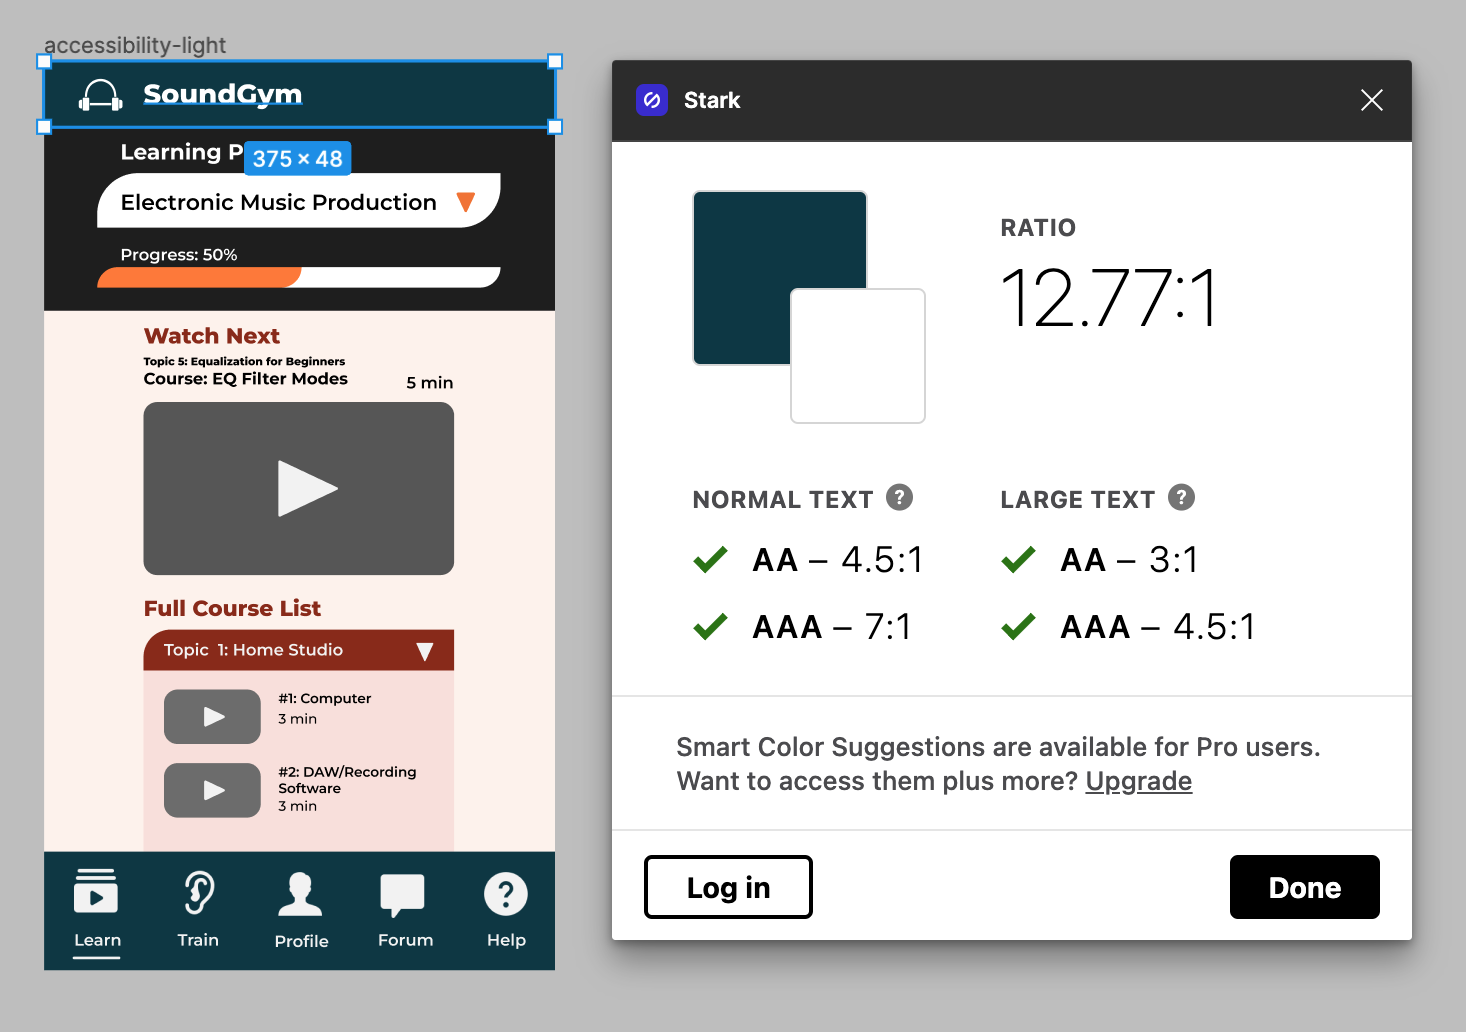 accessibility-light
SoundGym
Learning P
375 × 48
Electronic Music Production
Progress: 50%
Watch Next
Topic 5: Equalization for Beginners
Course: EQ Filter Modes
5 min
Full Course List
Topic 1: Home Studio
#1: Computer
3 min
#2: DAW/Recording
Software
3 min
Learn
Train
Profile
Forum
Help
Stark
RATIO
12.77:1
NORMAL TEXT ?
AA – 4.5:1
AAA – 7:1
LARGE TEXT ?
AA – 3:1
AAA – 4.5:1
Smart Color Suggestions are available for Pro users.
Want to access them plus more? Upgrade
Log in
Done